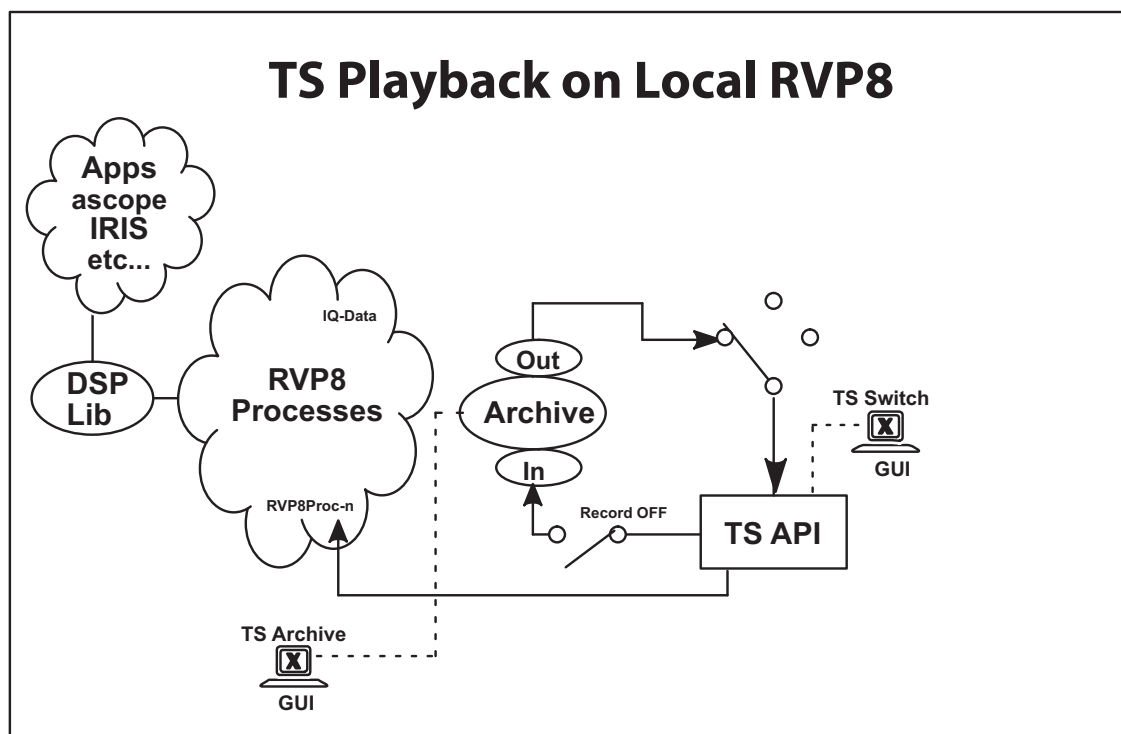 TS Playback on Local RVP8
Apps
ascope
IRIS
etc...
DSP
Lib
IQ-Data
RVP8
Processes
RVP8Proc-n
Out
Archive
In
Record OFF
TS Switch
X
GUI
TS API
TS Archive
X
GUI